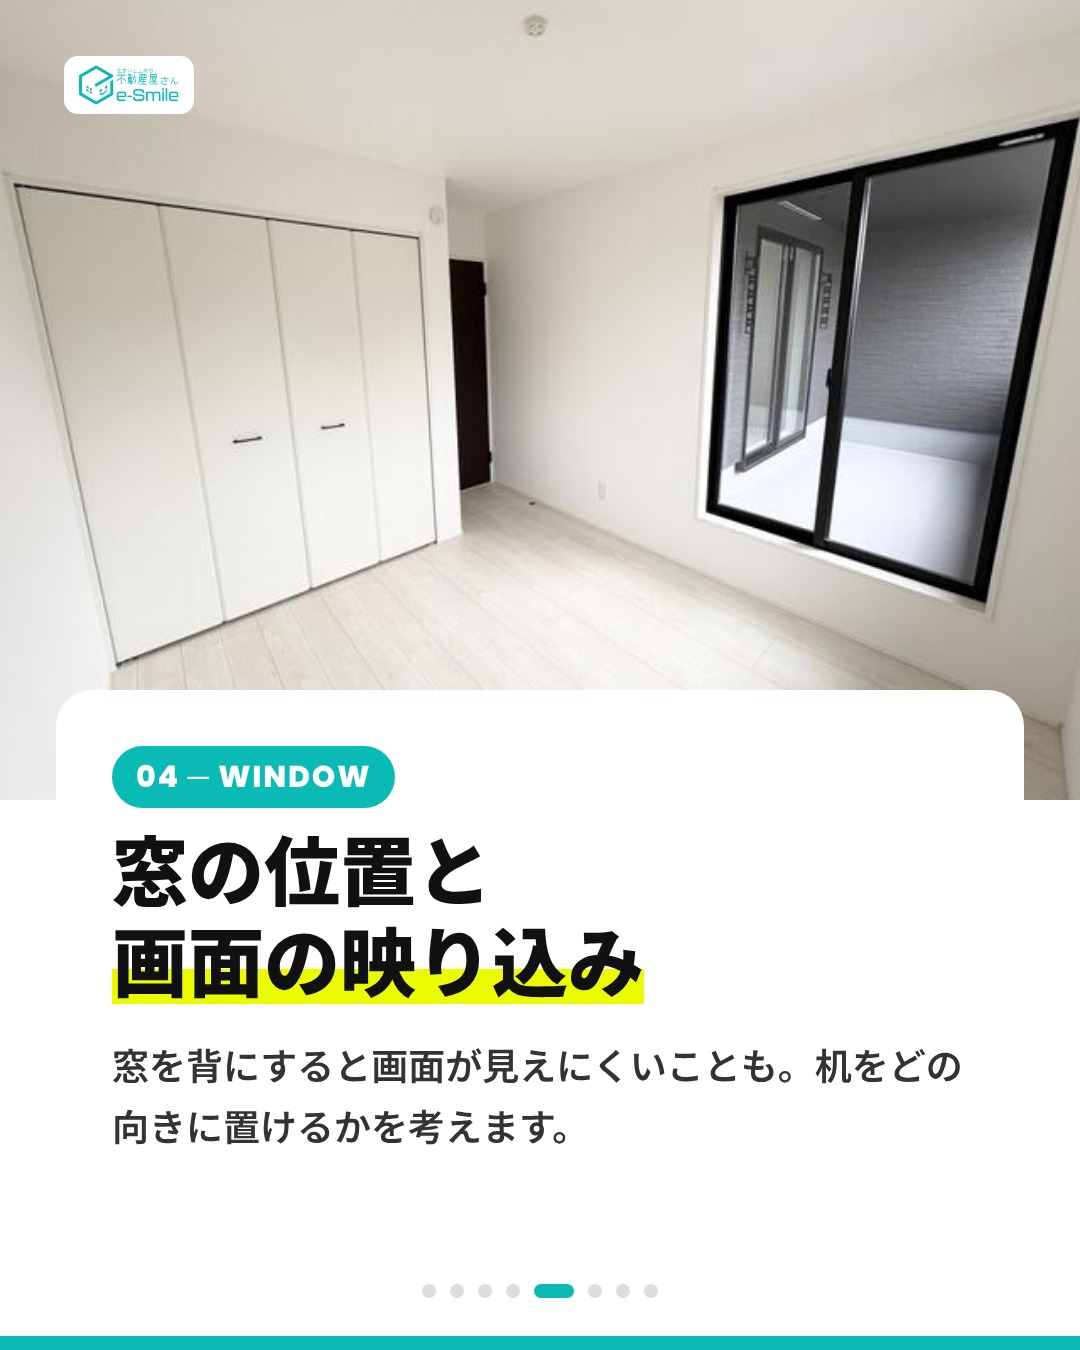 不動産屋さん
e-Smile
04 — WINDOW
窓の位置と
画面の映り込み
窓を背にすると画面が見えにくいことも。机をどの
向きに置けるかを考えます。